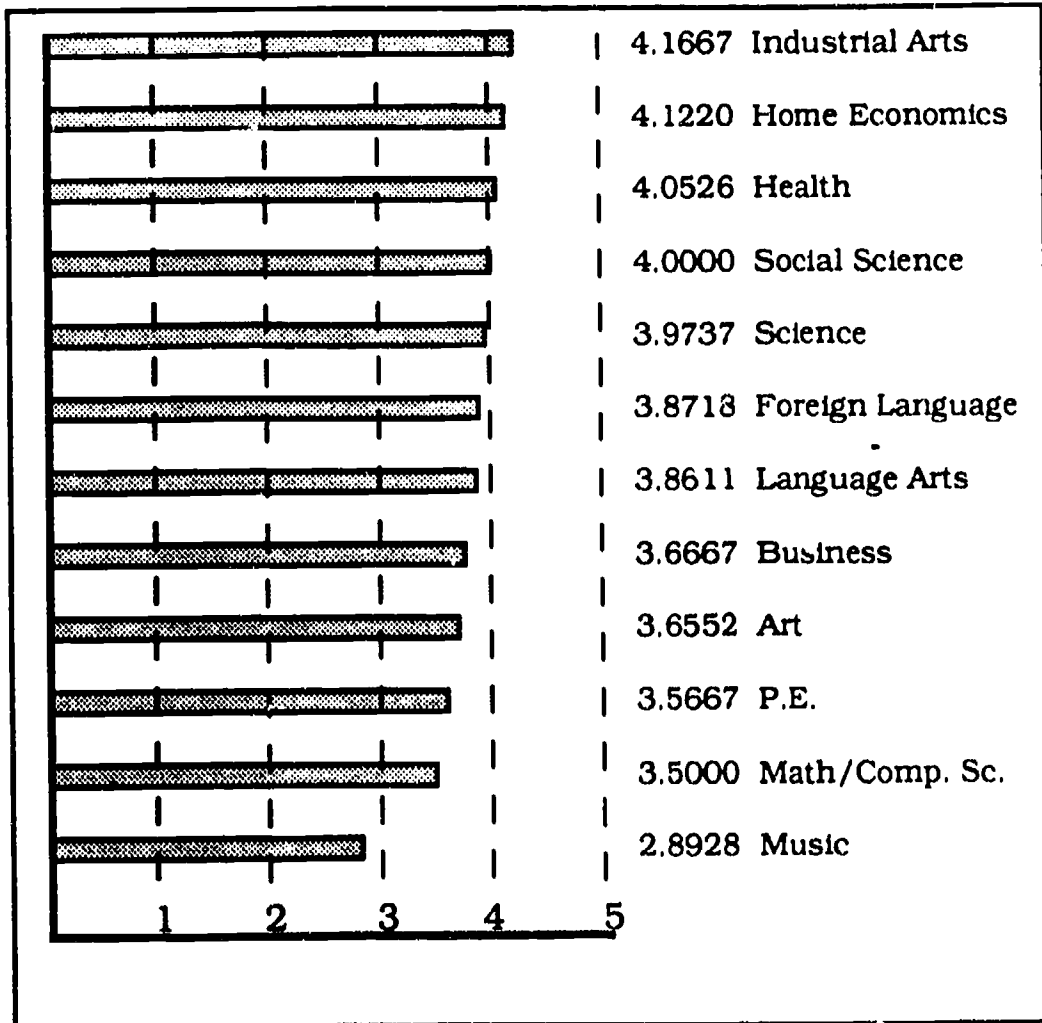 4.1667 Industrial Arts
4.1220 Home Economics
4.0526 Health
4.0000 Social Science
3.9737 Science
3.8718 Foreign Language
3.8611 Language Arts
3.6667 Business
3.6552 Art
3.5667 P.E.
3.5000 Math/Comp. Sc.
2.8928 Music
1 2 3 4 5